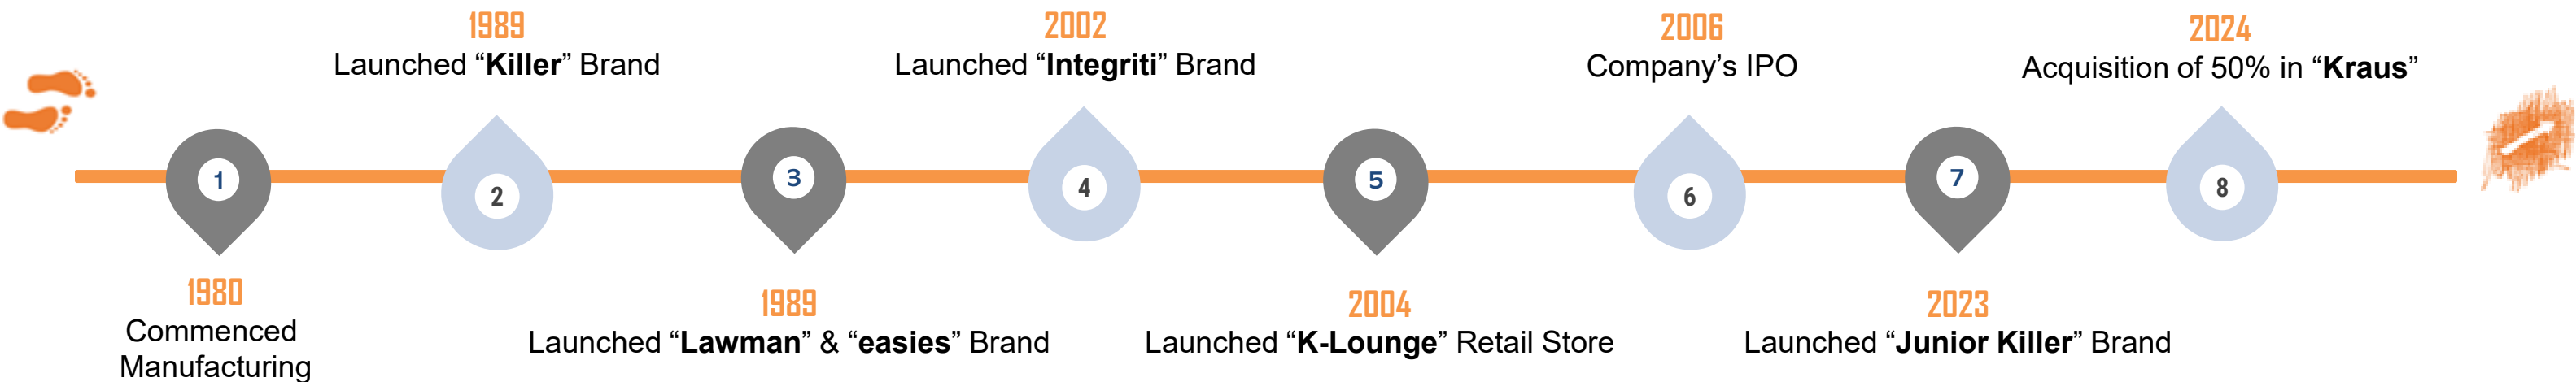 1980
Commenced
Manufacturing
1
1989
Launched “Killer” Brand
2
1989
Launched “Lawman” & “easies” Brand
3
2002
Launched “Integriti” Brand
4
2004
Launched “K-Lounge” Retail Store
5
2006
Company’s IPO
6
2023
Launched “Junior Killer” Brand
7
2024
Acquisition of 50% in “Kraus”
8